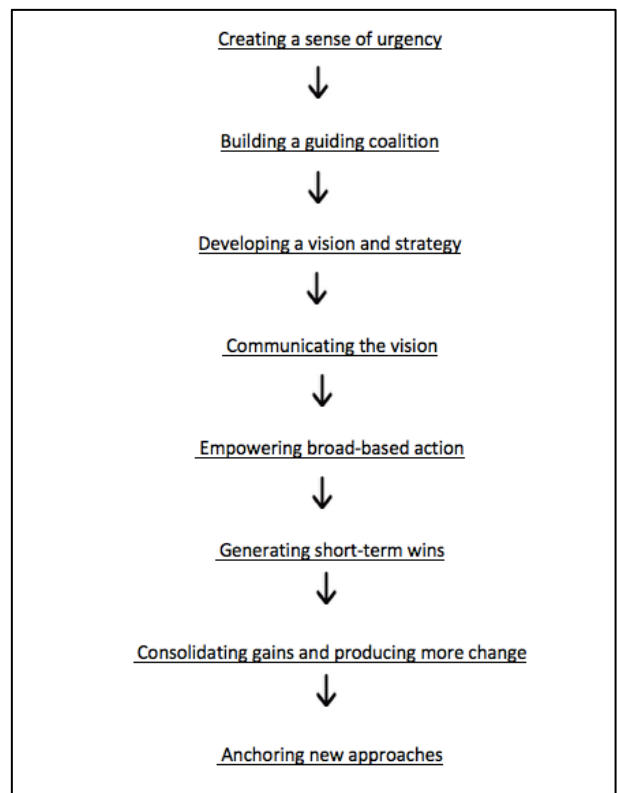 Creating a sense of urgency
Building a guiding coalition
Developing a vision and strategy
Communicating the vision
Empowering broad-based action
Generating short-term wins
Consolidating gains and producing more change
Anchoring new approaches